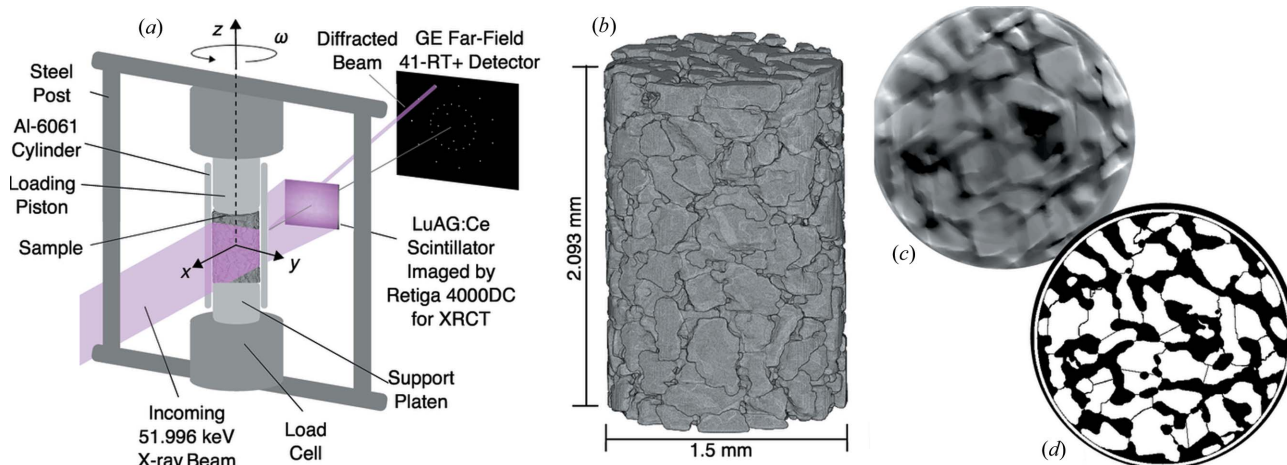 (a)
z
ω
Diffracted
Beam
GE Far-Field
41-RT+ Detector
Steel
Post
Al-6061
Cylinder
Loading
Piston
Sample
x
y
LuAG:Ce
Scintillator
Imaged by
Retiga 4000DC
for XRCT
Support
Platen
Incoming
51.996 keV
X-ray Beam
Load
Cell
(b)
2.093 mm
1.5 mm
(c)
(d)